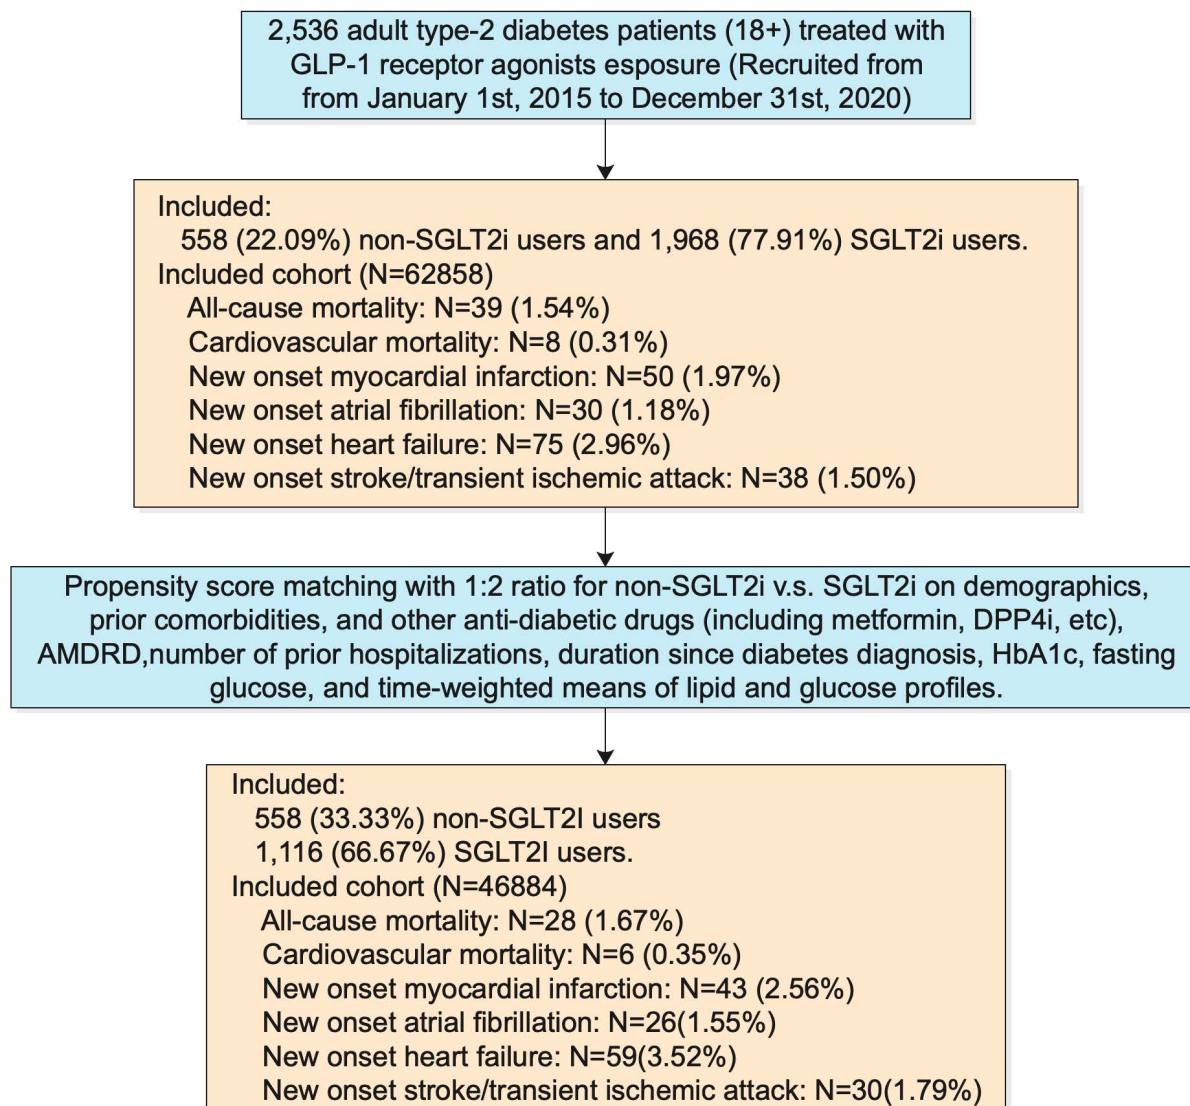 2,536 adult type-2 diabetes patients (18+) treated with
GLP-1 receptor agonists esposure (Recruited from
from January 1st, 2015 to December 31st, 2020)
Included:
558 (22.09%) non-SGLT2i users and 1,968 (77.91%) SGLT2i users.
Included cohort (N=62858)
All-cause mortality: N=39 (1.54%)
Cardiovascular mortality: N=8 (0.31%)
New onset myocardial infarction: N=50 (1.97%)
New onset atrial fibrillation: N=30 (1.18%)
New onset heart failure: N=75 (2.96%)
New onset stroke/transient ischemic attack: N=38 (1.50%)
Propensity score matching with 1:2 ratio for non-SGLT2i v.s. SGLT2i on demographics,
prior comorbidities, and other anti-diabetic drugs (including metformin, DPP4i, etc),
AMDRD,number of prior hospitalizations, duration since diabetes diagnosis, HbA1c, fasting
glucose, and time-weighted means of lipid and glucose profiles.
Included:
558 (33.33%) non-SGLT2I users
1,116 (66.67%) SGLT2I users.
Included cohort (N=46884)
All-cause mortality: N=28 (1.67%)
Cardiovascular mortality: N=6 (0.35%)
New onset myocardial infarction: N=43 (2.56%)
New onset atrial fibrillation: N=26(1.55%)
New onset heart failure: N=59(3.52%)
New onset stroke/transient ischemic attack: N=30(1.79%)